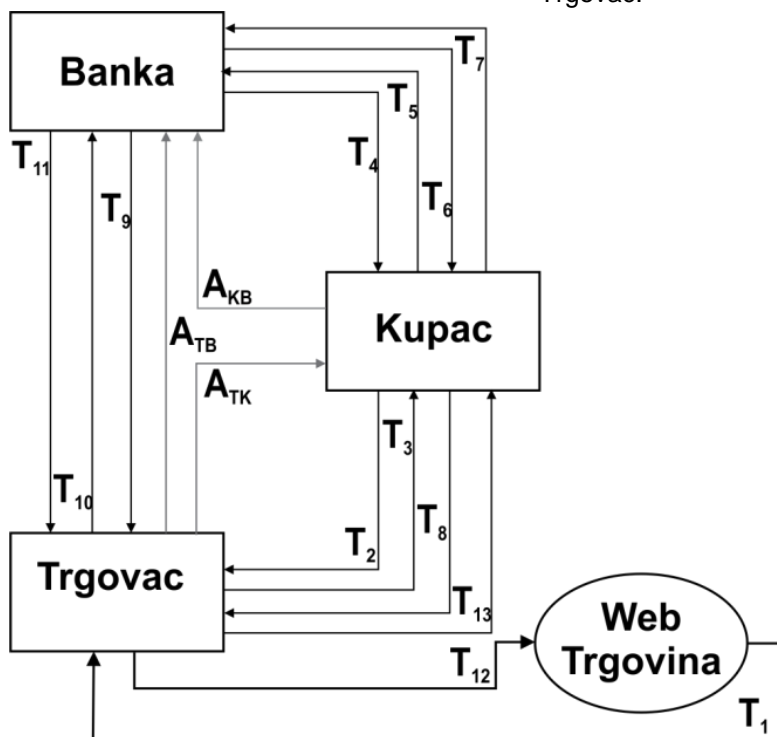 Trgovac.
Banka
T7
T5
T11
T4
T9
T6
AKB
Kupac
ATB
ATK
T3
T10
T8
T2
Trgovac
T13
Web
Trgovina
T12
T1